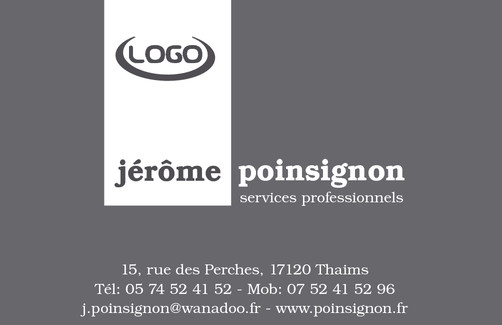 LOGO
jérôme poinsignon
services professionnels
15, rue des Perches, 17120 Thaims
Tél: 05 74 52 41 52 - Mob: 07 52 41 52 96
j.poinsignon@wanadoo.fr - www.poinsignon.fr